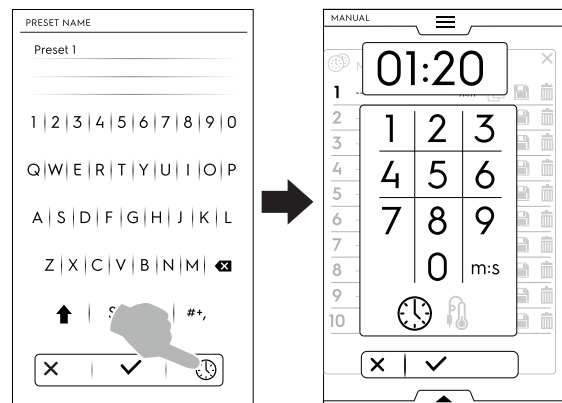 PRESET NAME
Preset 1
1 2 3 4 5 6 7 8 9 0
Q W E R T Y U I O P
A S D F G H J K L
Z X C V B N M
#+,
MANUAL
01:20
1
2
3
4
5
6
7
8
9
10
1 2 3
4 5 6
7 8 9
0 m:s